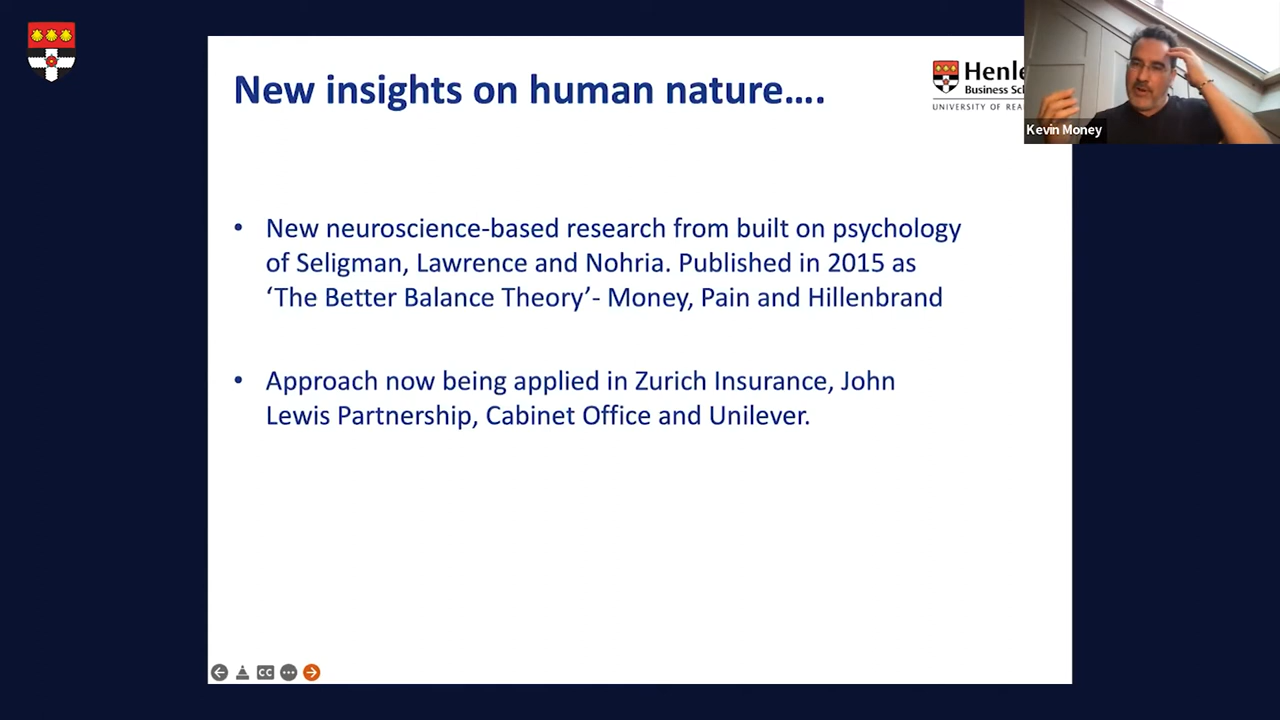 New insights on human nature….
Henle
Business Sc
UNIVERSITY OF REA
Kevin Money
• New neuroscience-based research from built on psychology
of Seligman, Lawrence and Nohria. Published in 2015 as
‘The Better Balance Theory’- Money, Pain and Hillenbrand
• Approach now being applied in Zurich Insurance, John
Lewis Partnership, Cabinet Office and Unilever.
CC